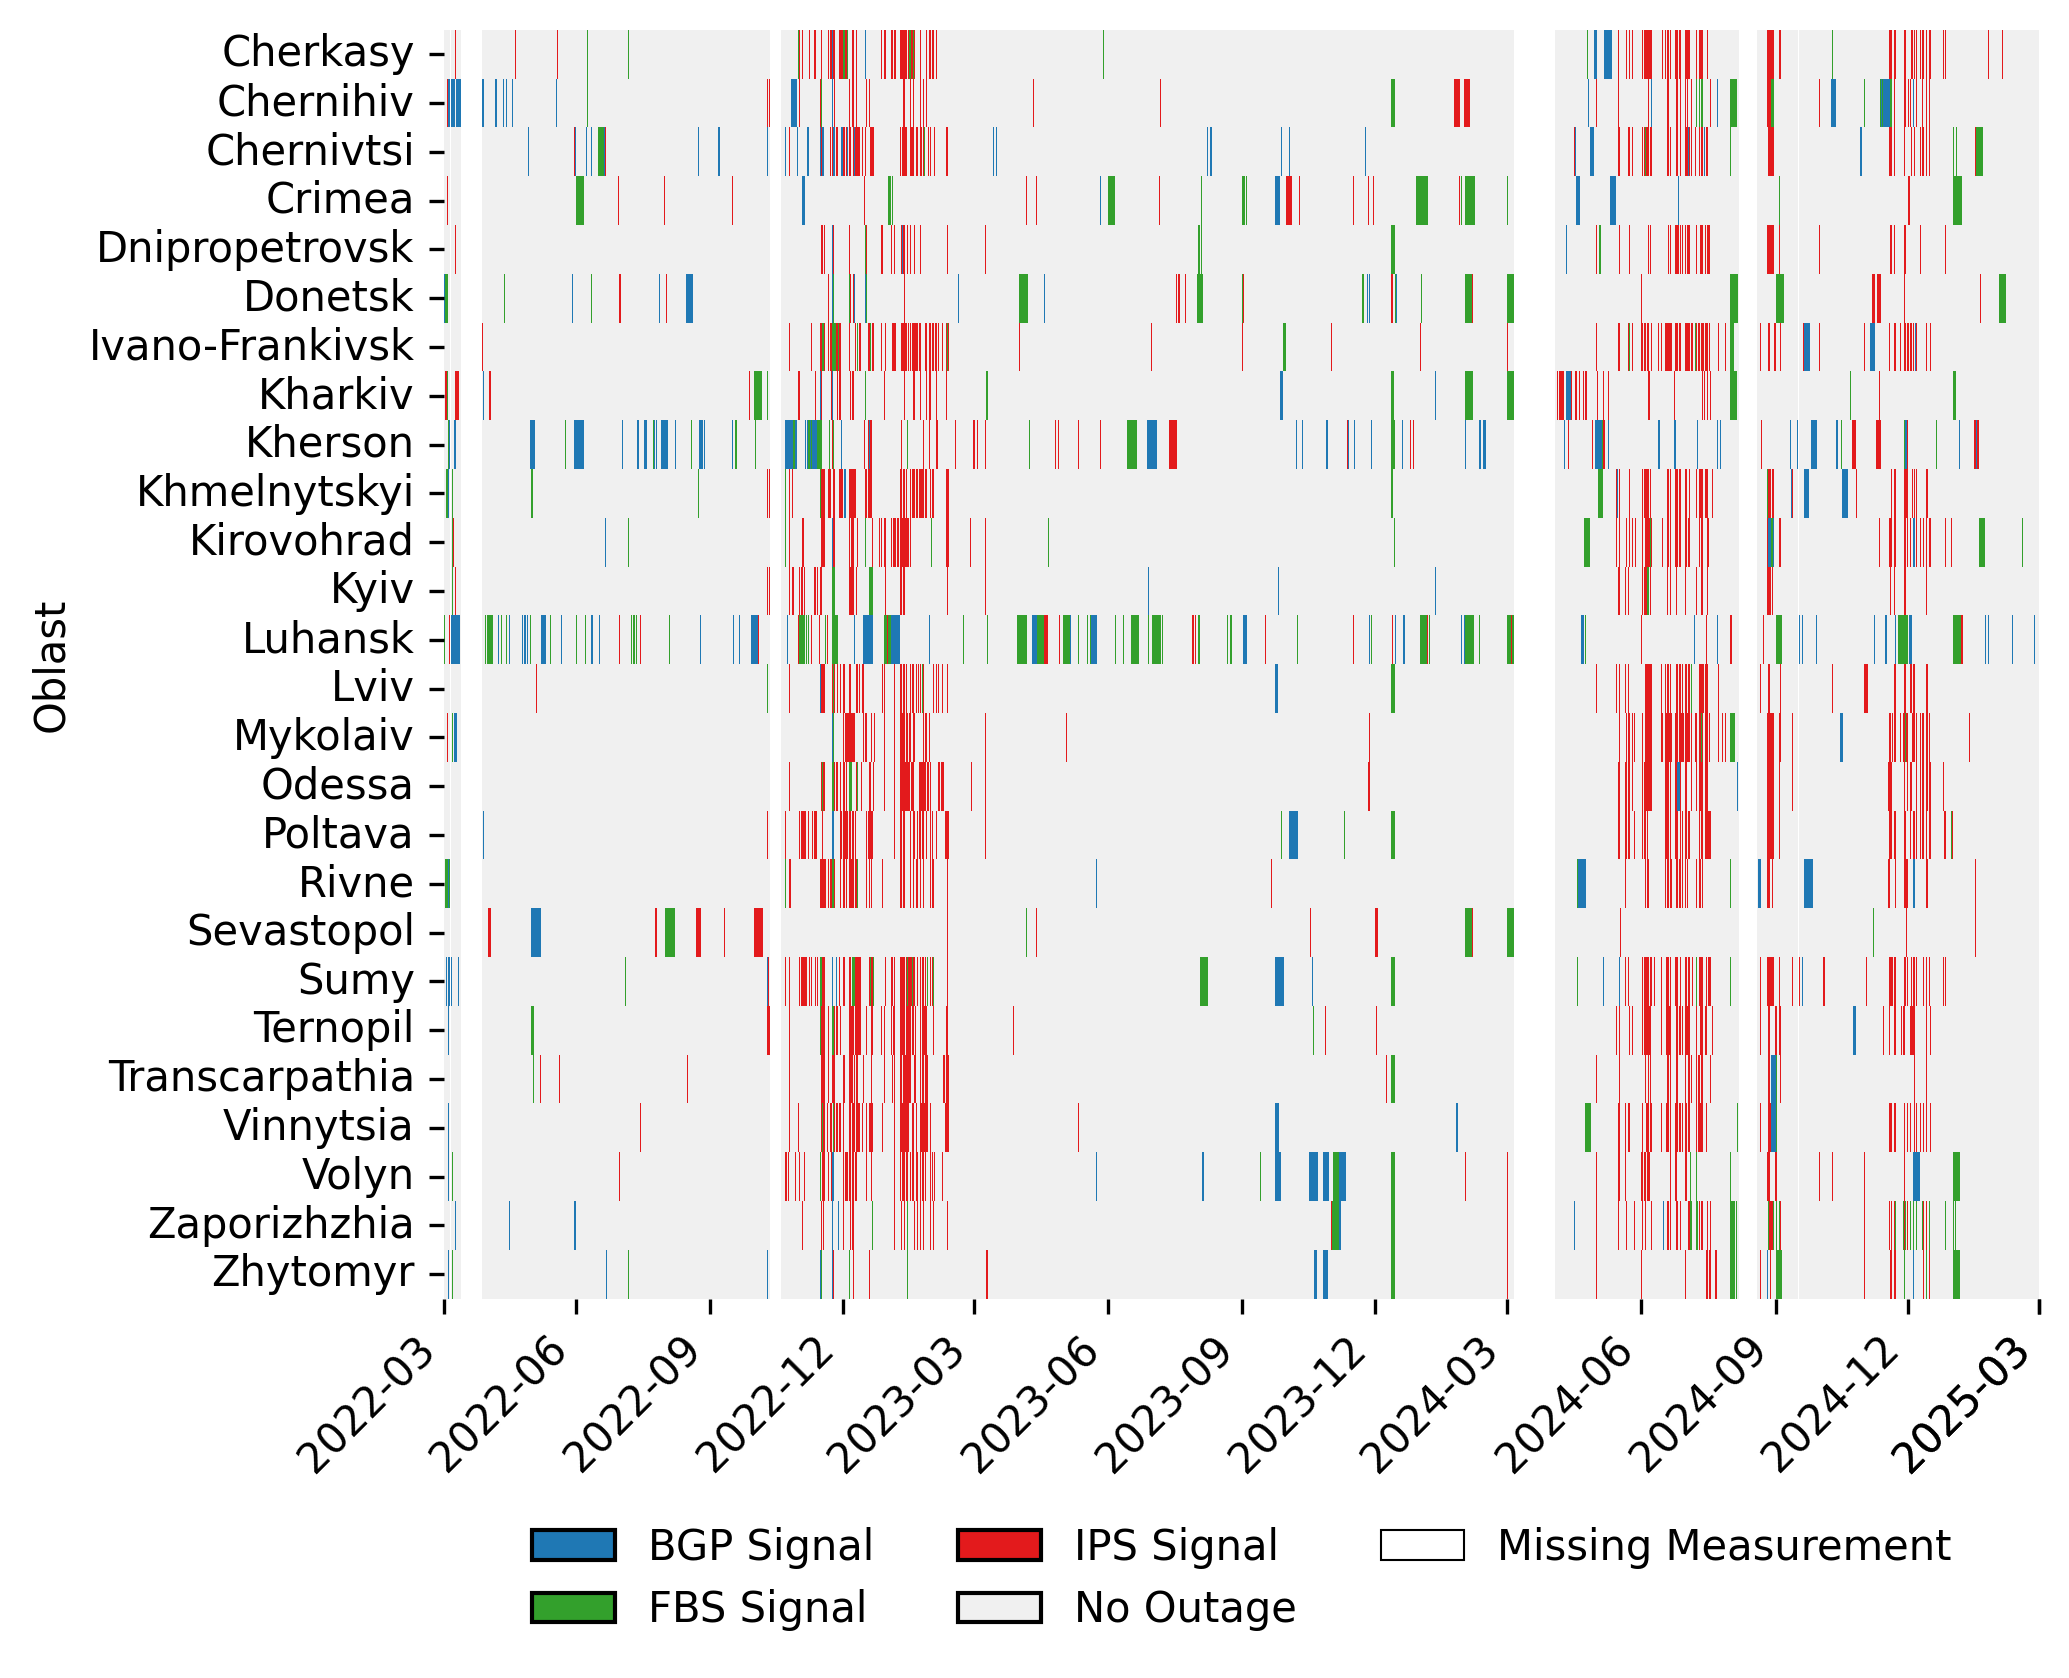 Oblast
Cherkasy
Chernihiv
Chernivtsi
Crimea
Dnipropetrovsk
Donetsk
Ivano-Frankivsk
Kharkiv
Kherson
Khmelnytskyi
Kirovohrad
Kyiv
Luhansk
Lviv
Mykolaiv
Odessa
Poltava
Rivne
Sevastopol
Sumy
Ternopil
Transcarpathia
Vinnytsia
Volyn
Zaporizhzhia
Zhytomyr
2022-03
2022-06
2022-09
2022-12
2023-03
2023-06
2023-09
2023-12
2024-03
2024-06
2024-09
2024-12
2025-03
BGP Signal
IPS Signal
Missing Measurement
FBS Signal
No Outage